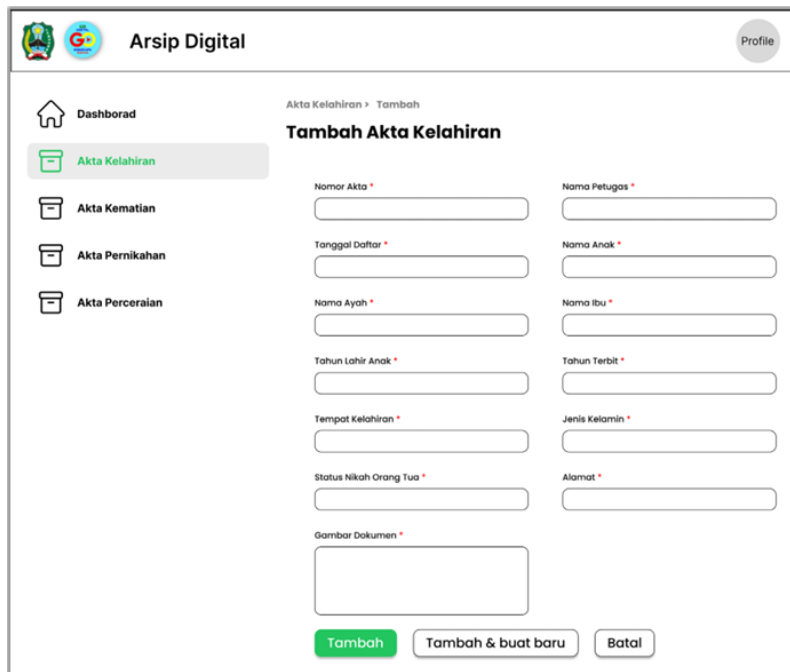 GO
Arsip Digital
Profile
Dashborad
Akta Kelahiran
Akta Kematian
Akta Pernikahan
Akta Perceraian
Akta Kelahiran › Tambah
Tambah Akta Kelahiran
Nomor Akta *
Nama Petugas *
Tanggal Daftar *
Nama Anak *
Nama Ayah *
Nama Ibu *
Tahun Lahir Anak *
Tahun Terbit *
Tempat Kelahiran *
Jenis Kelamin *
Status Nikah Orang Tua *
Alamat *
Gambar Dokumen *
Tambah
Tambah & buat baru
Batal